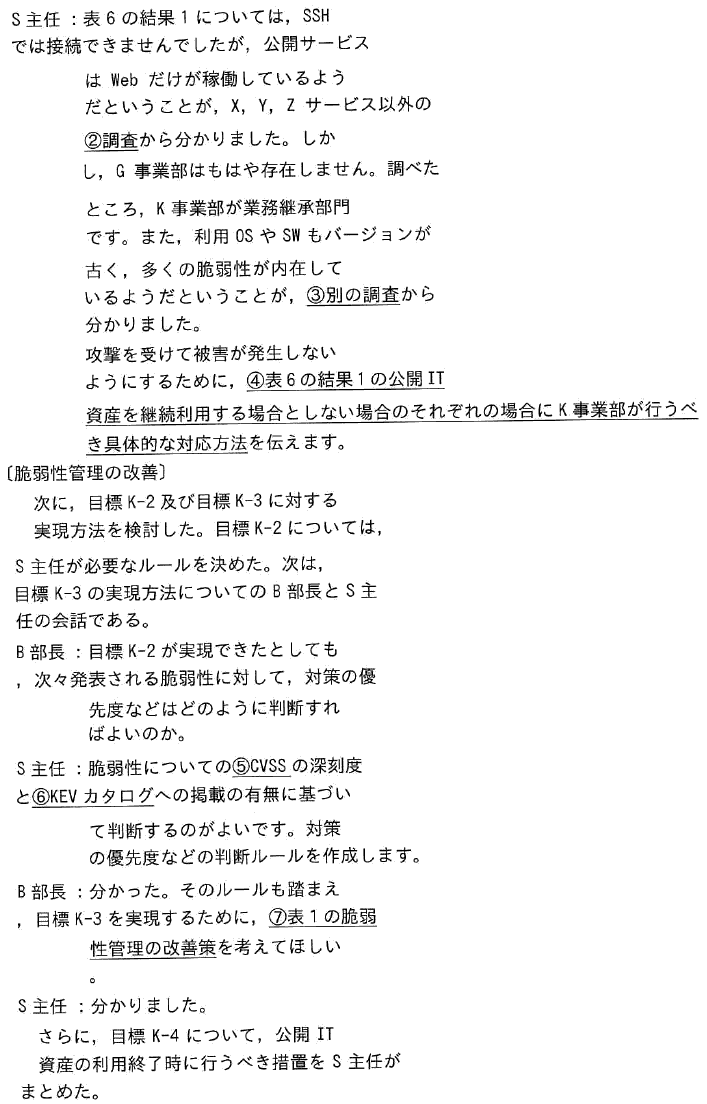 S主任 ：表6の結果1については，SSH
では接続できませんでしたが，公開サービス
は Web だけが稼働しているよう
だということが，X，Y，Z サービス以外の
②調査から分かりました。しか
し，G 事業部はもはや存在しません。調べた
ところ，K 事業部が業務継承部門
です。また，利用 OS や SW もバージョンが
古く，多くの脆弱性が内在して
いるようだということが，③別の調査から
分かりました。
攻撃を受けて被害が発生しない
ようにするために，④表6の結果1の公開 IT
資産を継続利用する場合としない場合のそれぞれの場合に K 事業部が行うべ
き具体的な対応方法を伝えます。
〔脆弱性管理の改善〕
次に，目標 K-2 及び目標 K-3 に対する
実現方法を検討した。目標 K-2 については，
S 主任が必要なルールを決めた。次は，
目標 K-3 の実現方法についての B 部長と S 主
任の会話である。
B 部長 ：目標 K-2 が実現できたとしても
，次々発表される脆弱性に対して，対策の優
先度などはどのように判断すれ
ばよいのか。
S 主任 ：脆弱性についての⑤CVSS の深刻度
と⑥KEV カタログへの掲載の有無に基づい
て判断するのがよいです。対策
の優先度などの判断ルールを作成します。
B 部長 ：分かった。そのルールも踏まえ
，目標 K-3 を実現するために，⑦表1の脆弱
性管理の改善策を考えてほしい
。
S 主任 ：分かりました。
さらに，目標 K-4 について，公開 IT
資産の利用終了時に行うべき措置を S 主任が
まとめた。